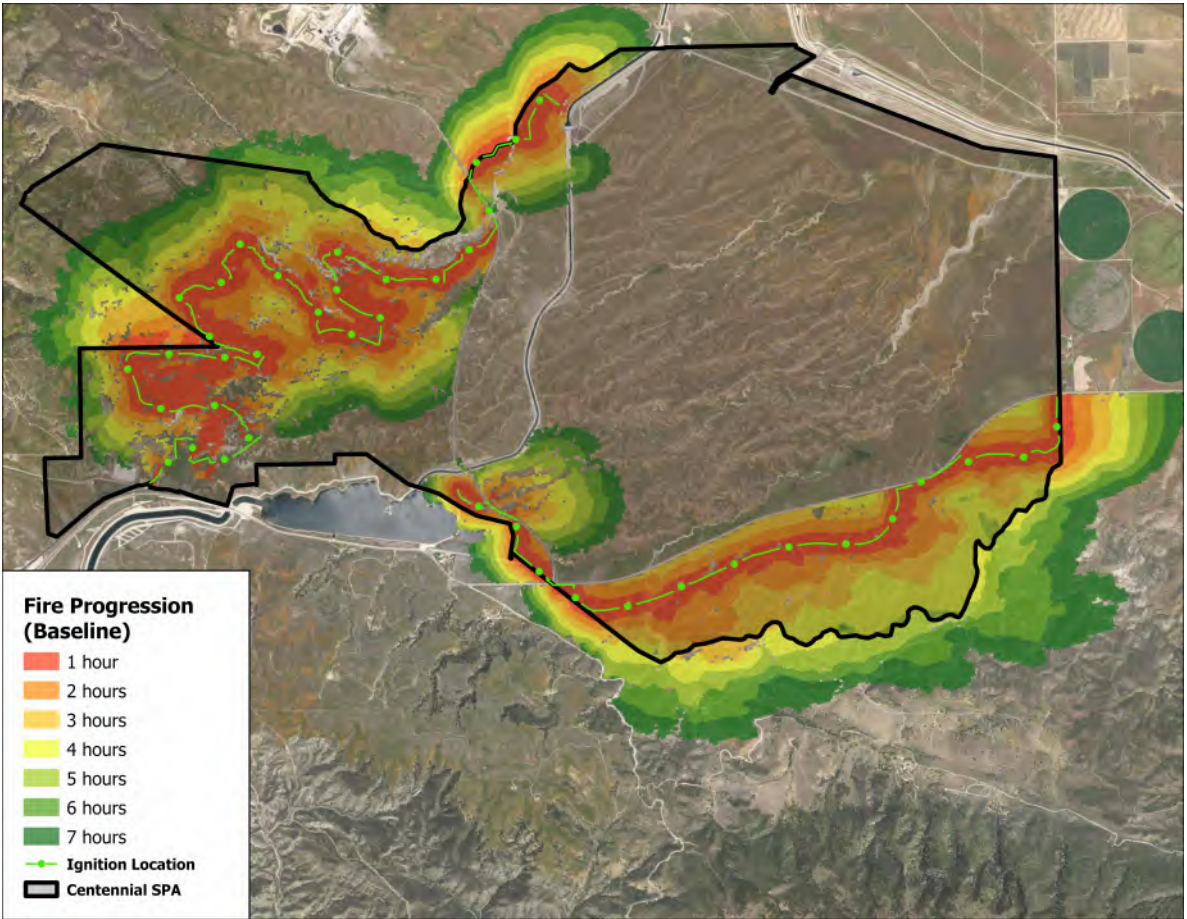 Fire Progression
(Baseline)
1 hour
2 hours
3 hours
4 hours
5 hours
6 hours
7 hours
Ignition Location
Centennial SPA